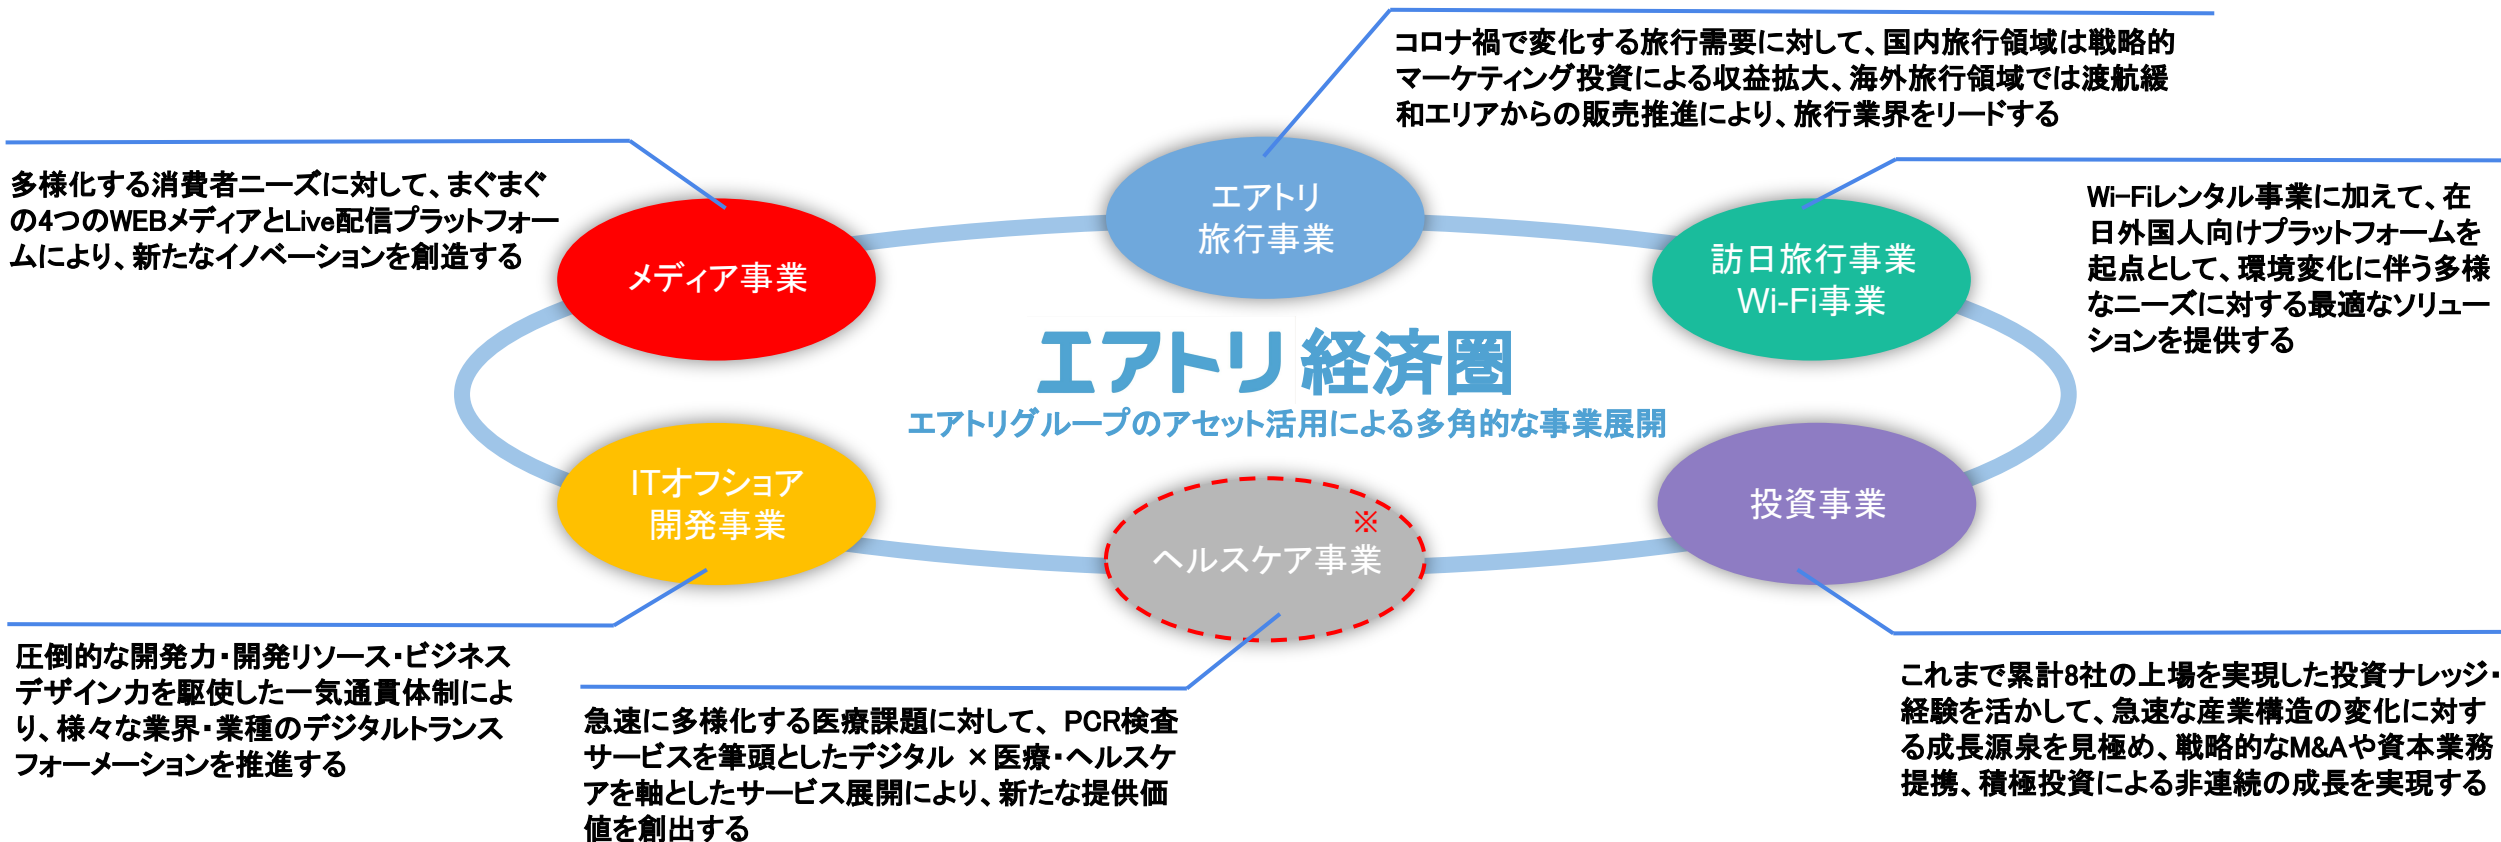 コロナ禍で変化する旅行需要に対して、国内旅行領域は戦略的
マーケティング投資による収益拡大、海外旅行領域では渡航緩
和エリアからの販売推進により、旅行業界をリードする
多様化する消費者ニーズに対して、まぐまぐ
の4つのWEBメディアとLive配信プラットフォー
ムにより、新たなイノベーションを創造する
エアトリ
旅行事業
Wi-Fiレンタル事業に加えて、在
日外国人向けプラットフォームを
起点として、環境変化に伴う多様
なニーズに対する最適なソリュー
ションを提供する
メディア事業
訪日旅行事業
Wi-Fi事業
エアトリ経済圏
エアトリグループのアセット活用による多角的な事業展開
ITオフショア
開発事業
※
ヘルスケア事業
投資事業
圧倒的な開発力・開発リソース・ビジネス
デザイン力を駆使した一気通貫体制によ
り、様々な業界・業種のデジタルトランス
フォーメーションを推進する
急速に多様化する医療課題に対して、PCR検査
サービスを筆頭としたデジタル × 医療・ヘルスケ
アを軸としたサービス展開により、新たな提供価
値を創出する
これまで累計8社の上場を実現した投資ナレッジ・
経験を活かして、急速な産業構造の変化に対す
る成長源泉を見極め、戦略的なM&Aや資本業務
提携、積極投資による非連続の成長を実現する